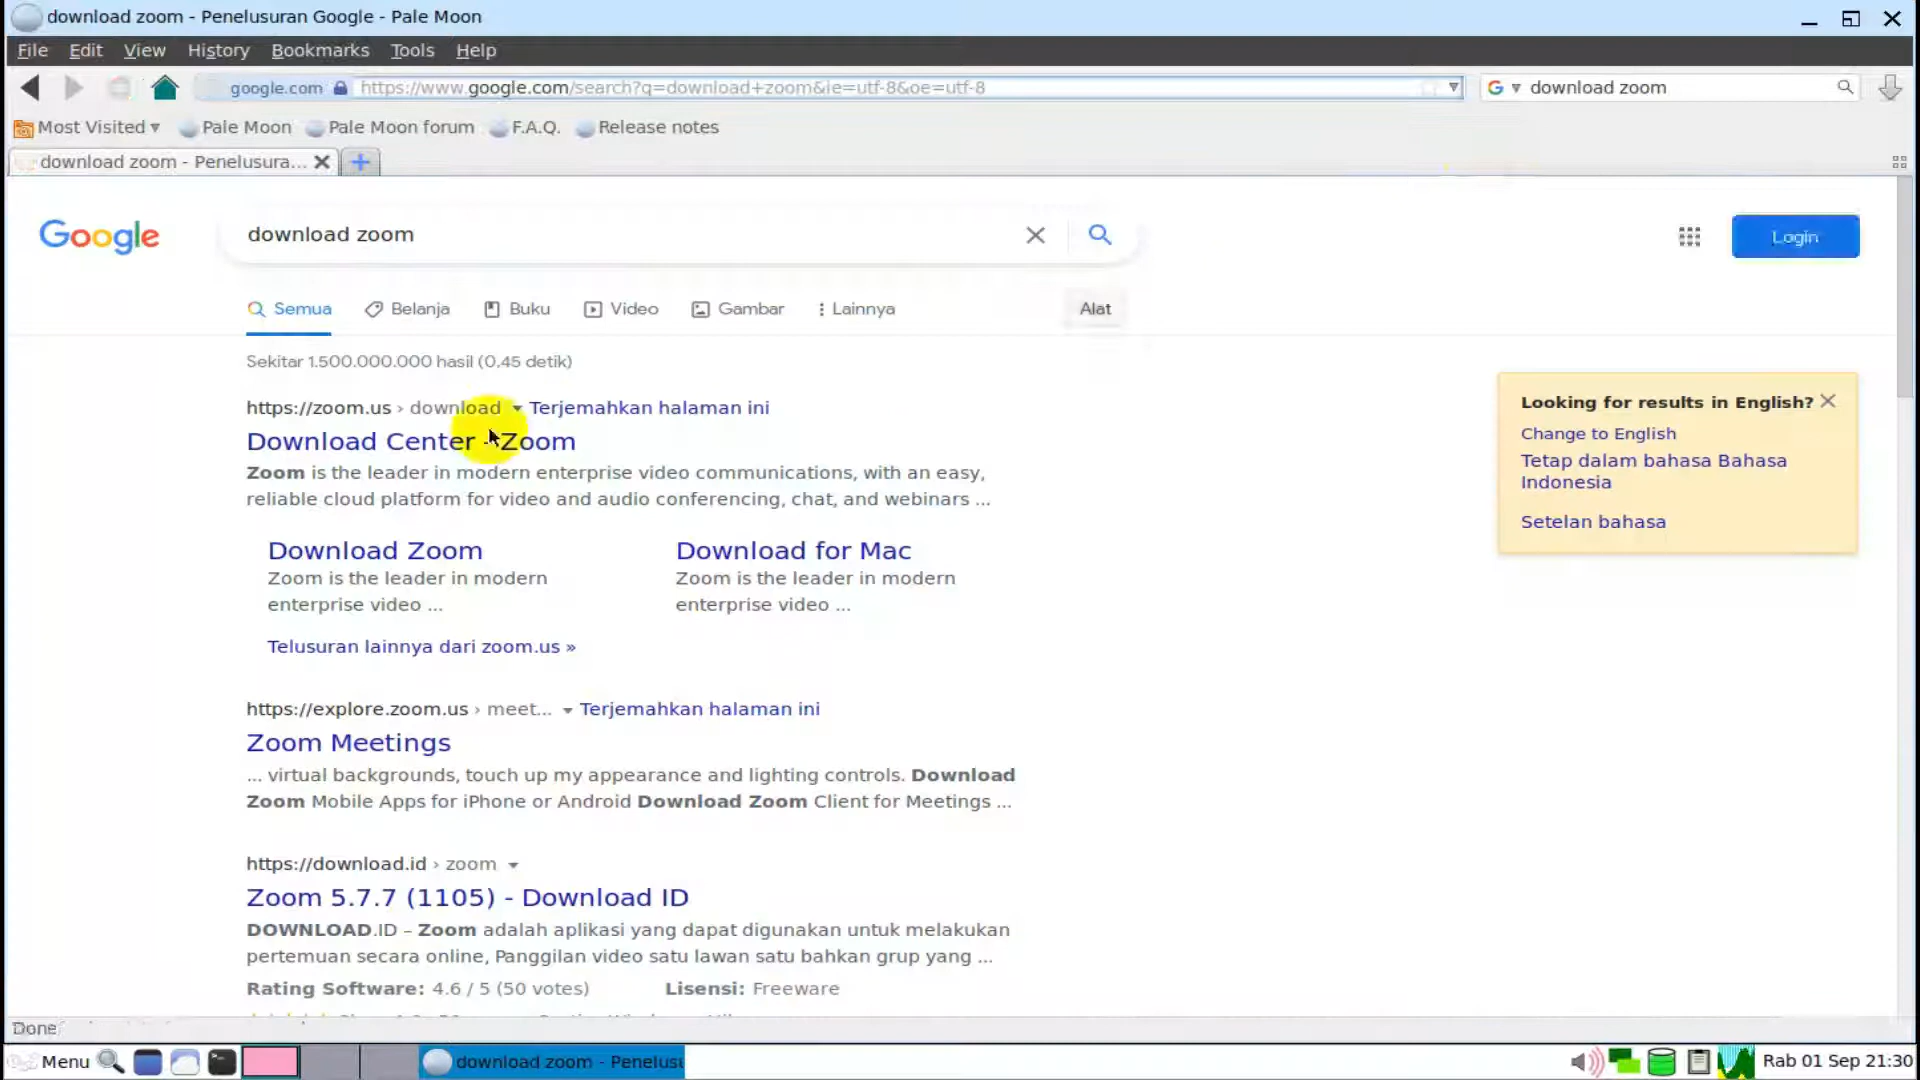 download zoom - Penelusuran Google - Pale Moon
File Edit View History Bookmarks Tools Help
google.com https://www.google.com/search?q=download+zoom&ie=utf-8&oe=utf-8 download zoom
Most Visited Pale Moon Pale Moon forum F.A.Q. Release notes
download zoom - Penelusura...
Google download zoom Login
Semua Belanja Buku Video Gambar Lainnya Alat
Sekitar 1.500.000.000 hasil (0,45 detik)
https://zoom.us › download Terjemahkan halaman ini
Download Center - Zoom
Zoom is the leader in modern enterprise video communications, with an easy,
reliable cloud platform for video and audio conferencing, chat, and webinars ...
Download Zoom
Zoom is the leader in modern
enterprise video ...
Download for Mac
Zoom is the leader in modern
enterprise video ...
Telusuran lainnya dari zoom.us »
https://explore.zoom.us › meet... Terjemahkan halaman ini
Zoom Meetings
... virtual backgrounds, touch up my appearance and lighting controls. Download
Zoom Mobile Apps for iPhone or Android Download Zoom Client for Meetings ...
https://download.id › zoom
Zoom 5.7.7 (1105) - Download ID
DOWNLOAD.ID – Zoom adalah aplikasi yang dapat digunakan untuk melakukan
pertemuan secara online, Panggilan video satu lawan satu bahkan grup yang ...
Rating Software: 4.6 / 5 (50 votes) Lisensi: Freeware
Looking for results in English?
Change to English
Tetap dalam bahasa Bahasa
Indonesia
Setelan bahasa
Done
Menu download zoom - Penelusu Rab 01 Sep 21:30